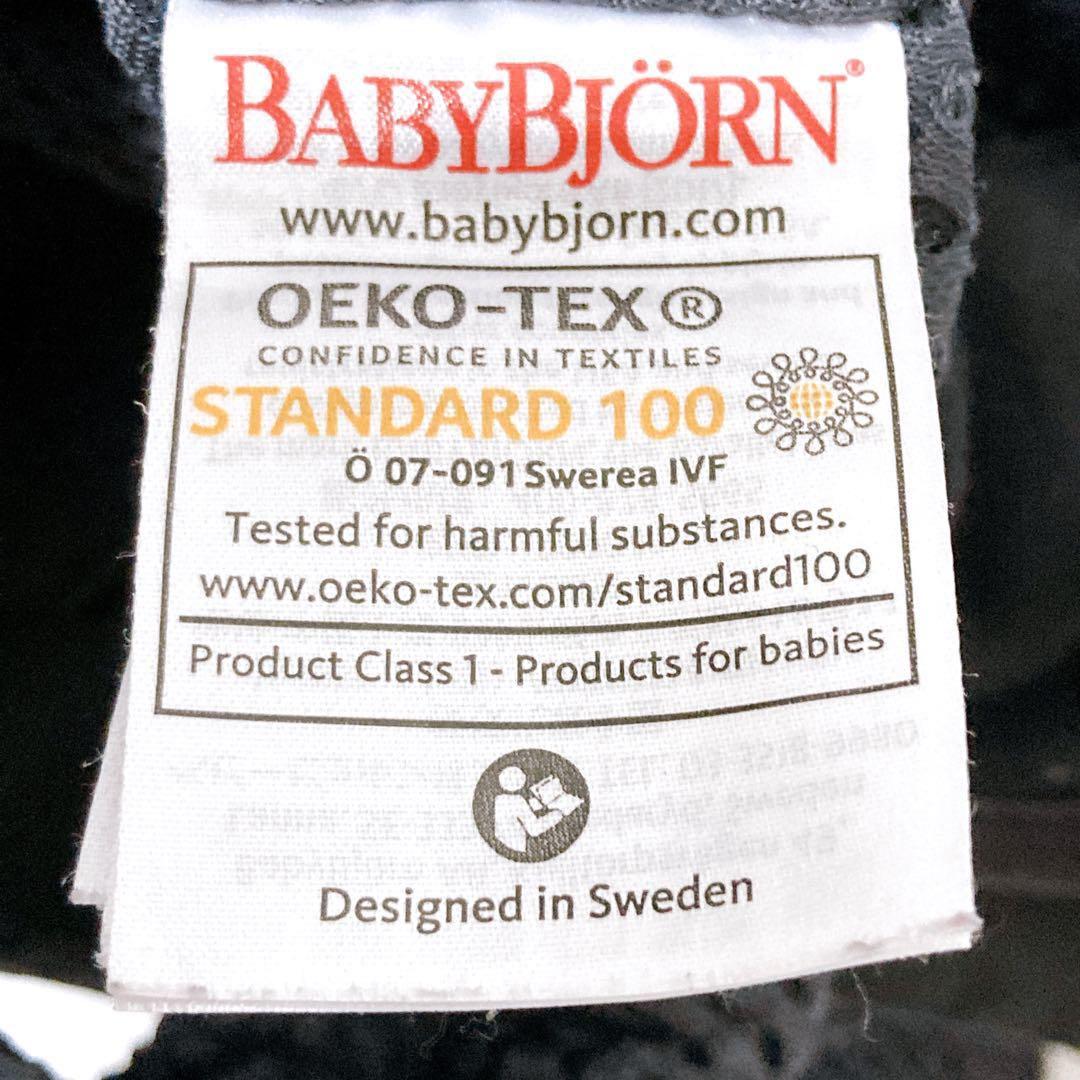 BABYBJÖRN®
www.babybjorn.com
OEKO-TEX®
CONFIDENCE IN TEXTILES
STANDARD 100
Ö 07-091 Swerea IVF
Tested for harmful substances.
www.oeko-tex.com/standard100
Product Class 1 - Products for babies
Designed in Sweden